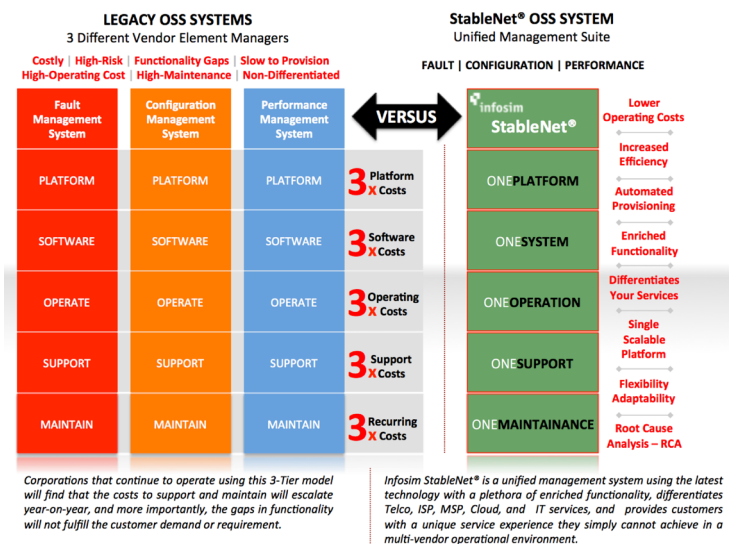 LEGACY OSS SYSTEMS
3 Different Vendor Element Managers
Costly | High-Risk | Functionality Gaps | Slow to Provision
High-Operating Cost | High-Maintenance | Non-Differentiated
StableNet® OSS SYSTEM
Unified Management Suite
FAULT | CONFIGURATION | PERFORMANCE
Fault
Management
System
Configuration
Management
System
Performance
Management
System
VERSUS
infosim
StableNet®
PLATFORM
PLATFORM
PLATFORM
3x Platform
Costs
ONEPLATFORM
SOFTWARE
SOFTWARE
SOFTWARE
3x Software
Costs
ONESYSTEM
OPERATE
OPERATE
OPERATE
3x Operating
Costs
ONEOPERATION
SUPPORT
SUPPORT
SUPPORT
3x Support
Costs
ONESUPPORT
MAINTAIN
MAINTAIN
MAINTAIN
3x Recurring
Costs
ONEMAINTAINANCE
Lower
Operating Costs
Increased
Efficiency
Automated
Provisioning
Enriched
Functionality
Differentiates
Your Services
Single
Scalable
Platform
Flexibility
Adaptability
Root Cause
Analysis – RCA
Corporations that continue to operate using this 3-Tier model
will find that the costs to support and maintain will escalate
year-on-year, and more importantly, the gaps in functionality
will not fulfill the customer demand or requirement.
Infosim StableNet® is a unified management system using the latest
technology with a plethora of enriched functionality, differentiates
Telco, ISP, MSP, Cloud, and IT services, and provides customers
with a unique service experience they simply cannot achieve in a
multi-vendor operational environment.